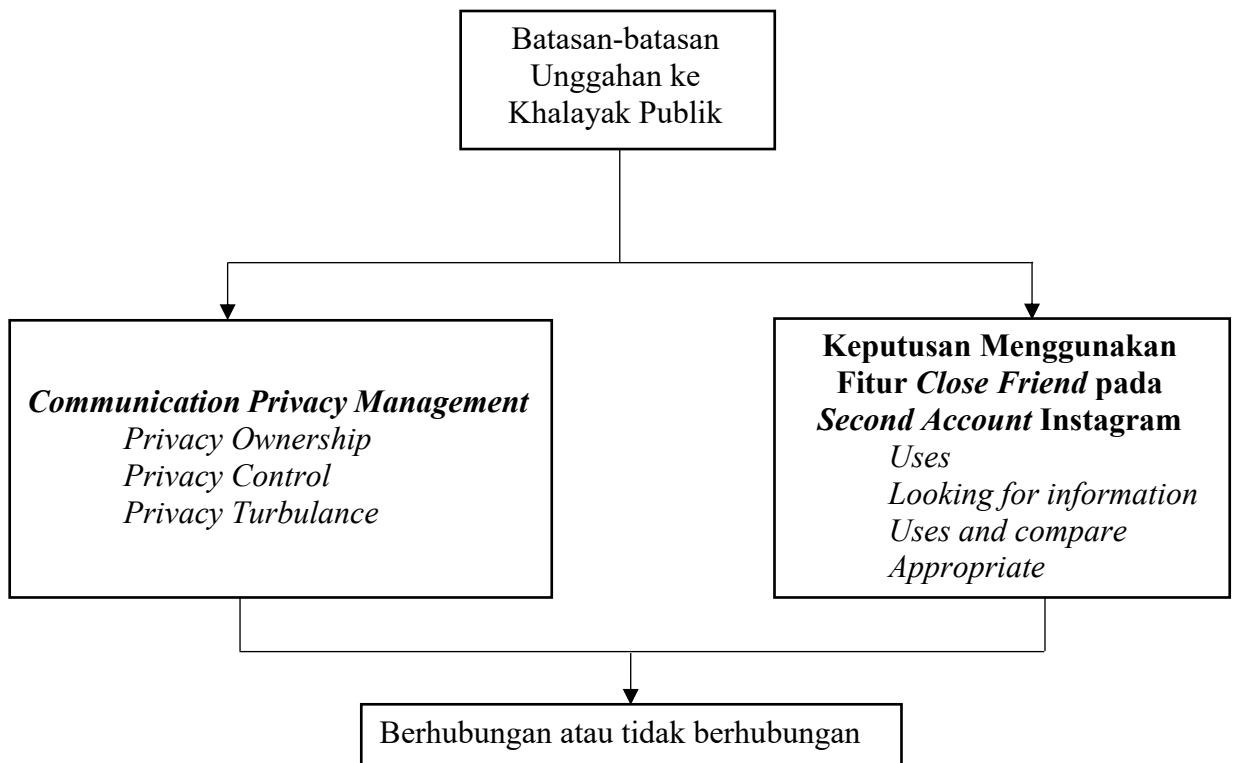 Batasan-batasan
Unggahan ke
Khalayak Publik
Communication Privacy Management
Privacy Ownership
Privacy Control
Privacy Turbulance
Keputusan Menggunakan
Fitur Close Friend pada
Second Account Instagram
Uses
Looking for information
Uses and compare
Appropriate
Berhubungan atau tidak berhubungan